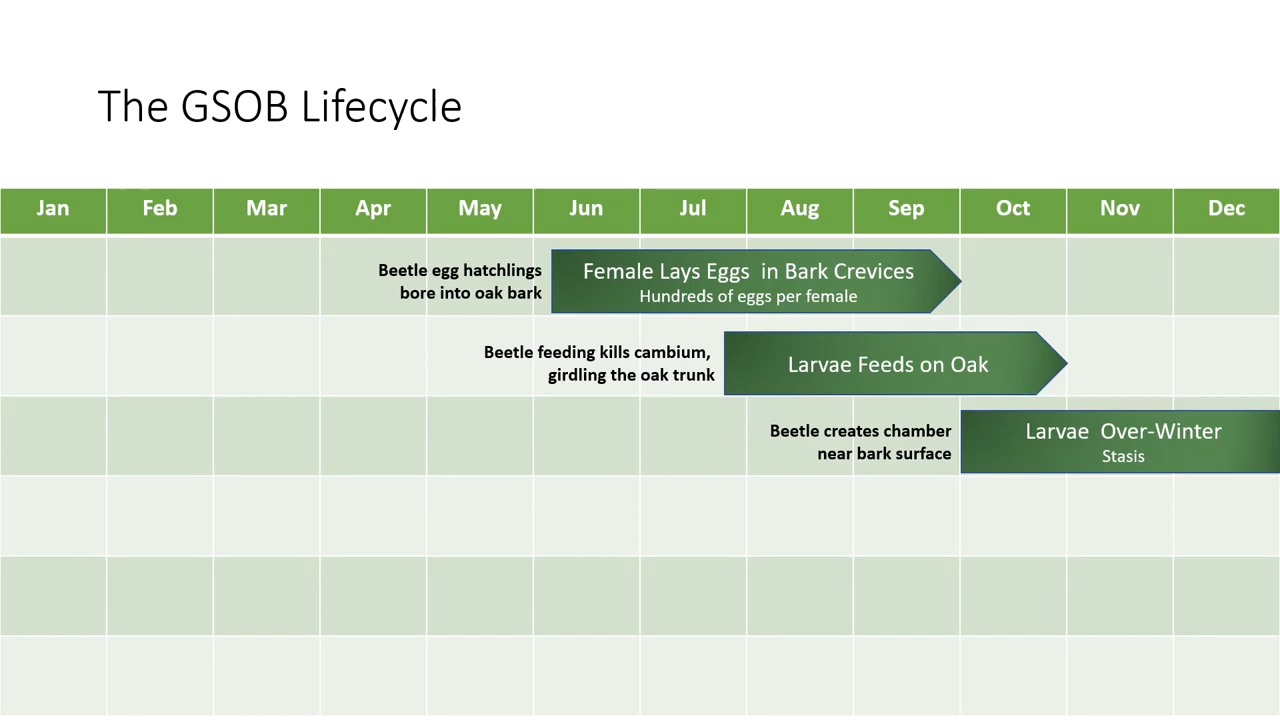 The GSOB Lifecycle
Jan Feb Mar Apr May Jun Jul Aug Sep Oct Nov Dec
Beetle egg hatchlings
bore into oak bark
Female Lays Eggs  in Bark Crevices
Hundreds of eggs per female
Beetle feeding kills cambium,
girdling the oak trunk
Larvae Feeds on Oak
Beetle creates chamber
near bark surface
Larvae  Over-Winter
Stasis